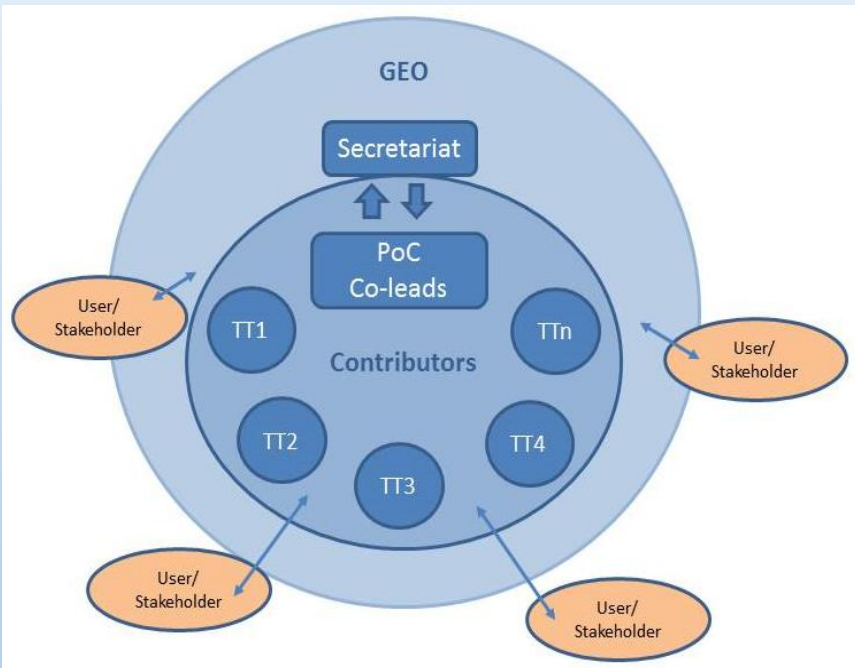 GEO
Secretariat
PoC
Co-leads
User/
Stakeholder
TT1
TTn
Contributors
User/
Stakeholder
TT2
TT4
TT3
User/
Stakeholder
User/
Stakeholder